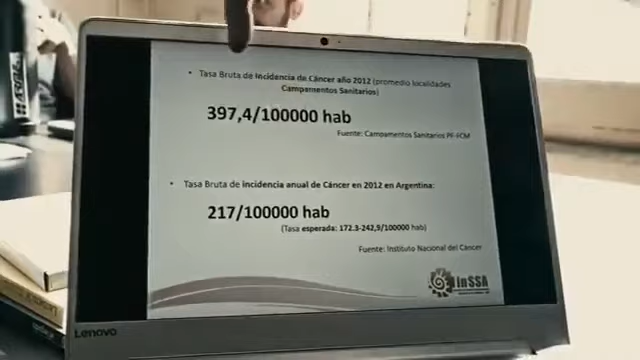 • Tasa Bruta de Incidencia de Cáncer año 2012 (promedio localidades
Campamentos Sanitarios)
397,4/100000 hab
Fuente: Campamentos Sanitarios PF-FCM
• Tasa Bruta de incidencia anual de Cáncer en 2012 en Argentina:
217/100000 hab
(Tasa esperada: 172.3-242,9/100000 hab)
Fuente: Instituto Nacional del Cáncer
InSSA
Lenovo